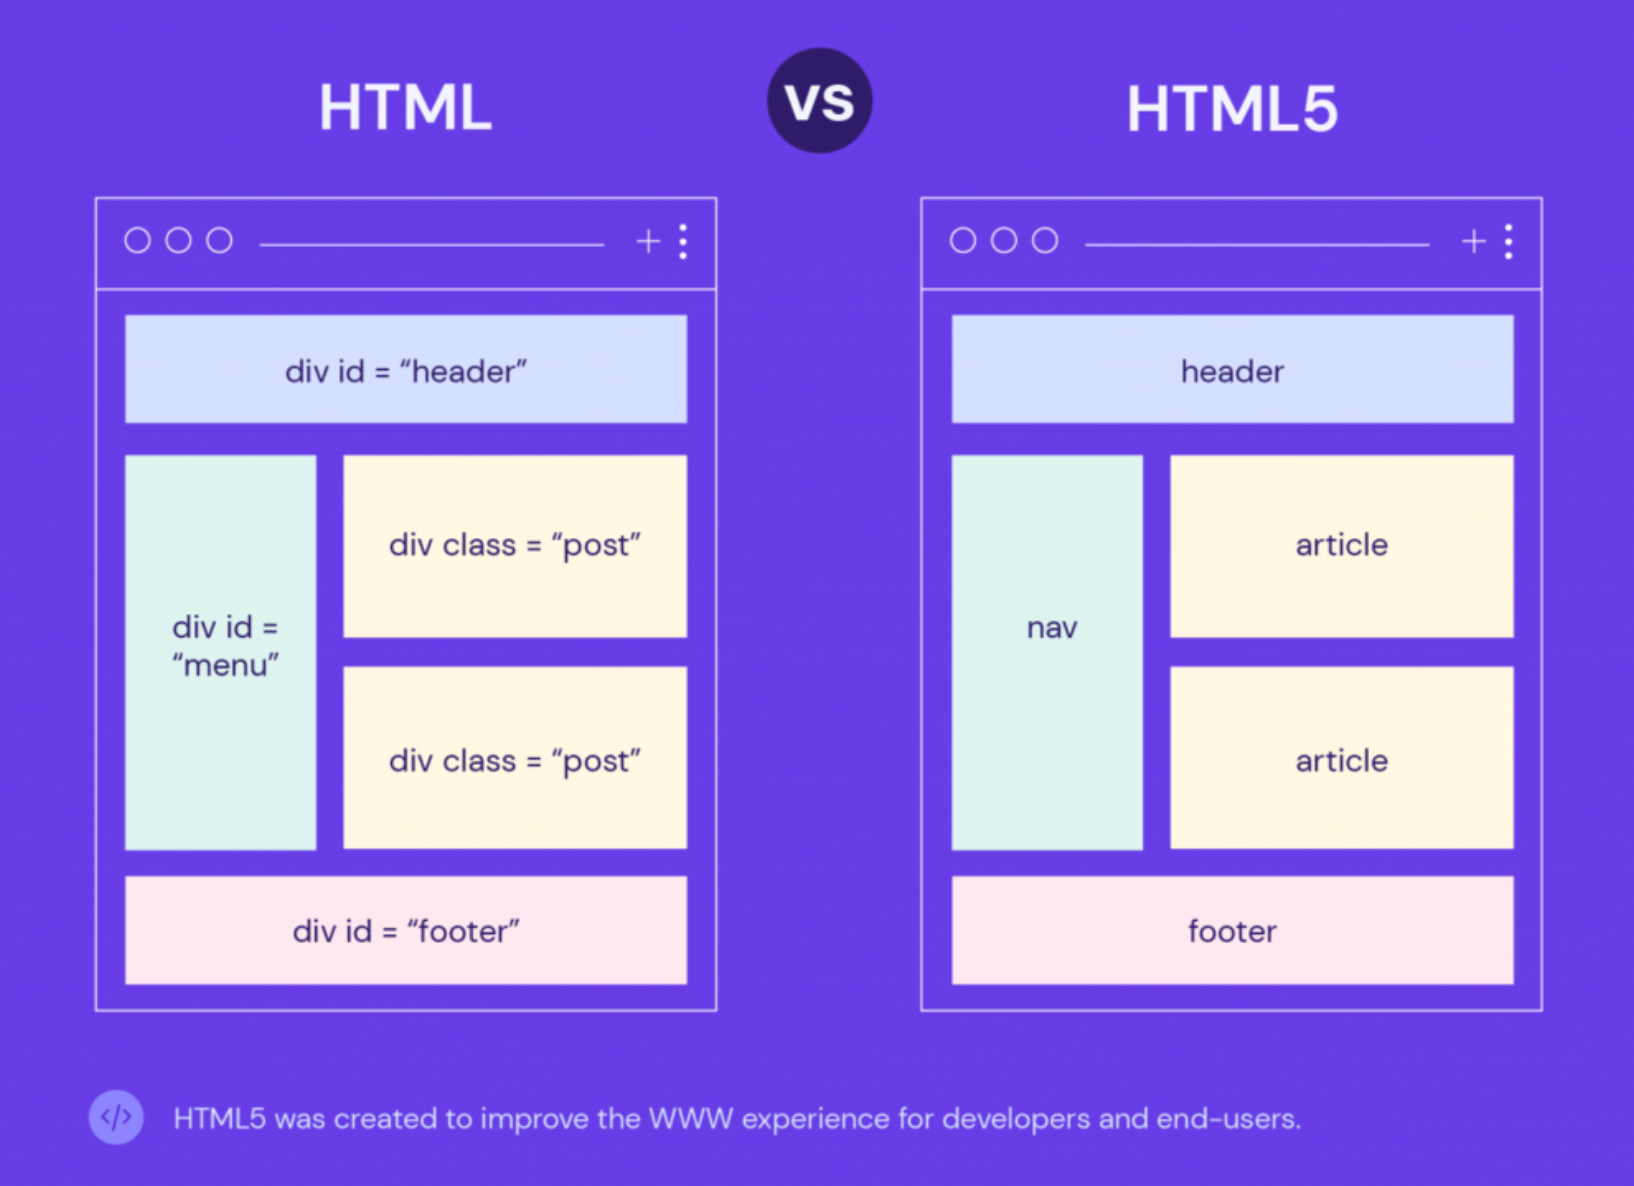 HTML
VS
HTML5
div id = “header”
div id =
“menu”
div class = “post”
div class = “post”
div id = “footer”
header
nav
article
article
footer
</> HTML5 was created to improve the WWW experience for developers and end-users.